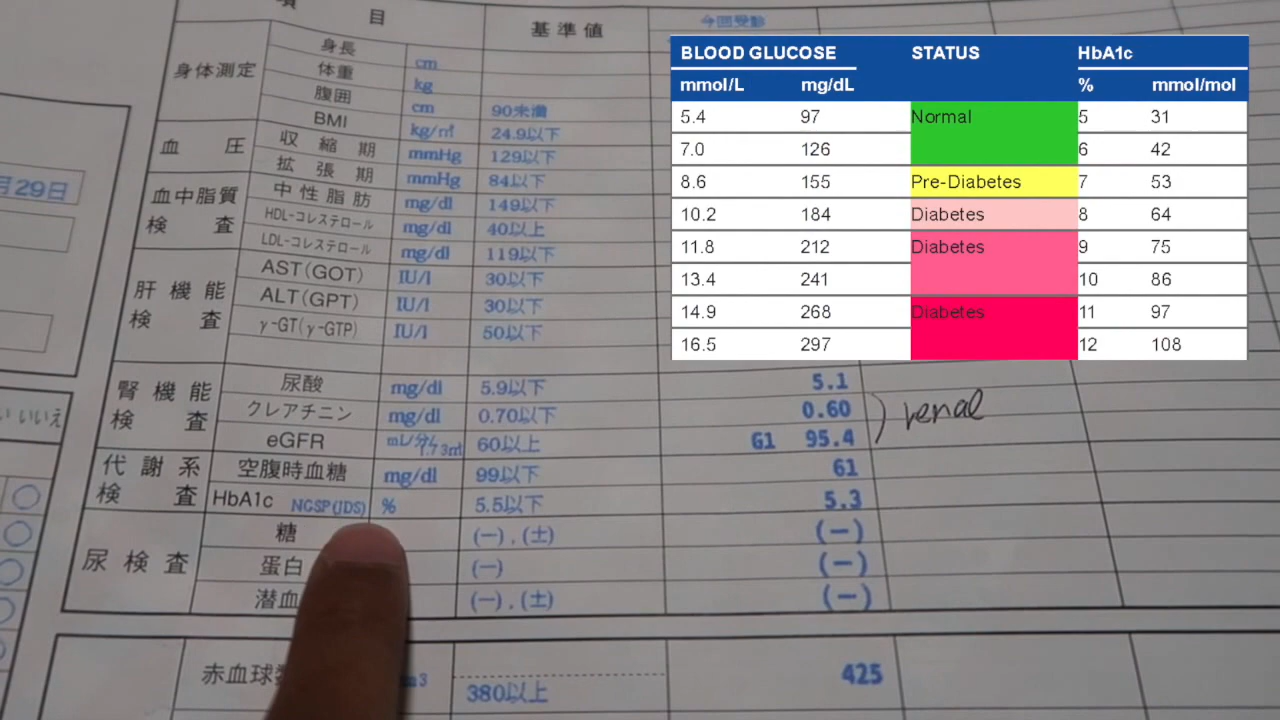 項 目 基 準 値 今回受診
身体測定 身長 cm
体重 kg
腹囲 cm 90未満
BMI kg/㎡ 24.9以下
血 圧 収 縮 期 mmHg 129以下
拡 張 期 mmHg 84以下
血中脂質検 査 中 性 脂 肪 mg/dl 149以下
HDL-コレステロール mg/dl 40以上
LDL-コレステロール mg/dl 119以下
肝 機 能 検 査 AST(GOT) IU/l 30以下
ALT(GPT) IU/l 30以下
γ-GT(γ-GTP) IU/l 50以下
腎 機 能 検 査 尿酸 mg/dl 5.9以下 5.1
クレアチニン mg/dl 0.70以下 0.60
eGFR mL/分/1.73㎡ 60以上 G1 95.4
renal
代 謝 系 検 査 空腹時血糖 mg/dl 99以下 61
HbA1c NGSP(JDS) % 5.5以下 5.3
尿 検 査 糖 (−).(±) (−)
蛋白 (−) (−)
潜血 (−).(±) (−)
赤血球 380以上 425
月29日
いいえ
BLOOD GLUCOSE STATUS HbA1c
mmol/L mg/dL % mmol/mol
5.4 97 Normal 5 31
7.0 126 6 42
8.6 155 Pre-Diabetes 7 53
10.2 184 Diabetes 8 64
11.8 212 Diabetes 9 75
13.4 241 10 86
14.9 268 Diabetes 11 97
16.5 297 12 108